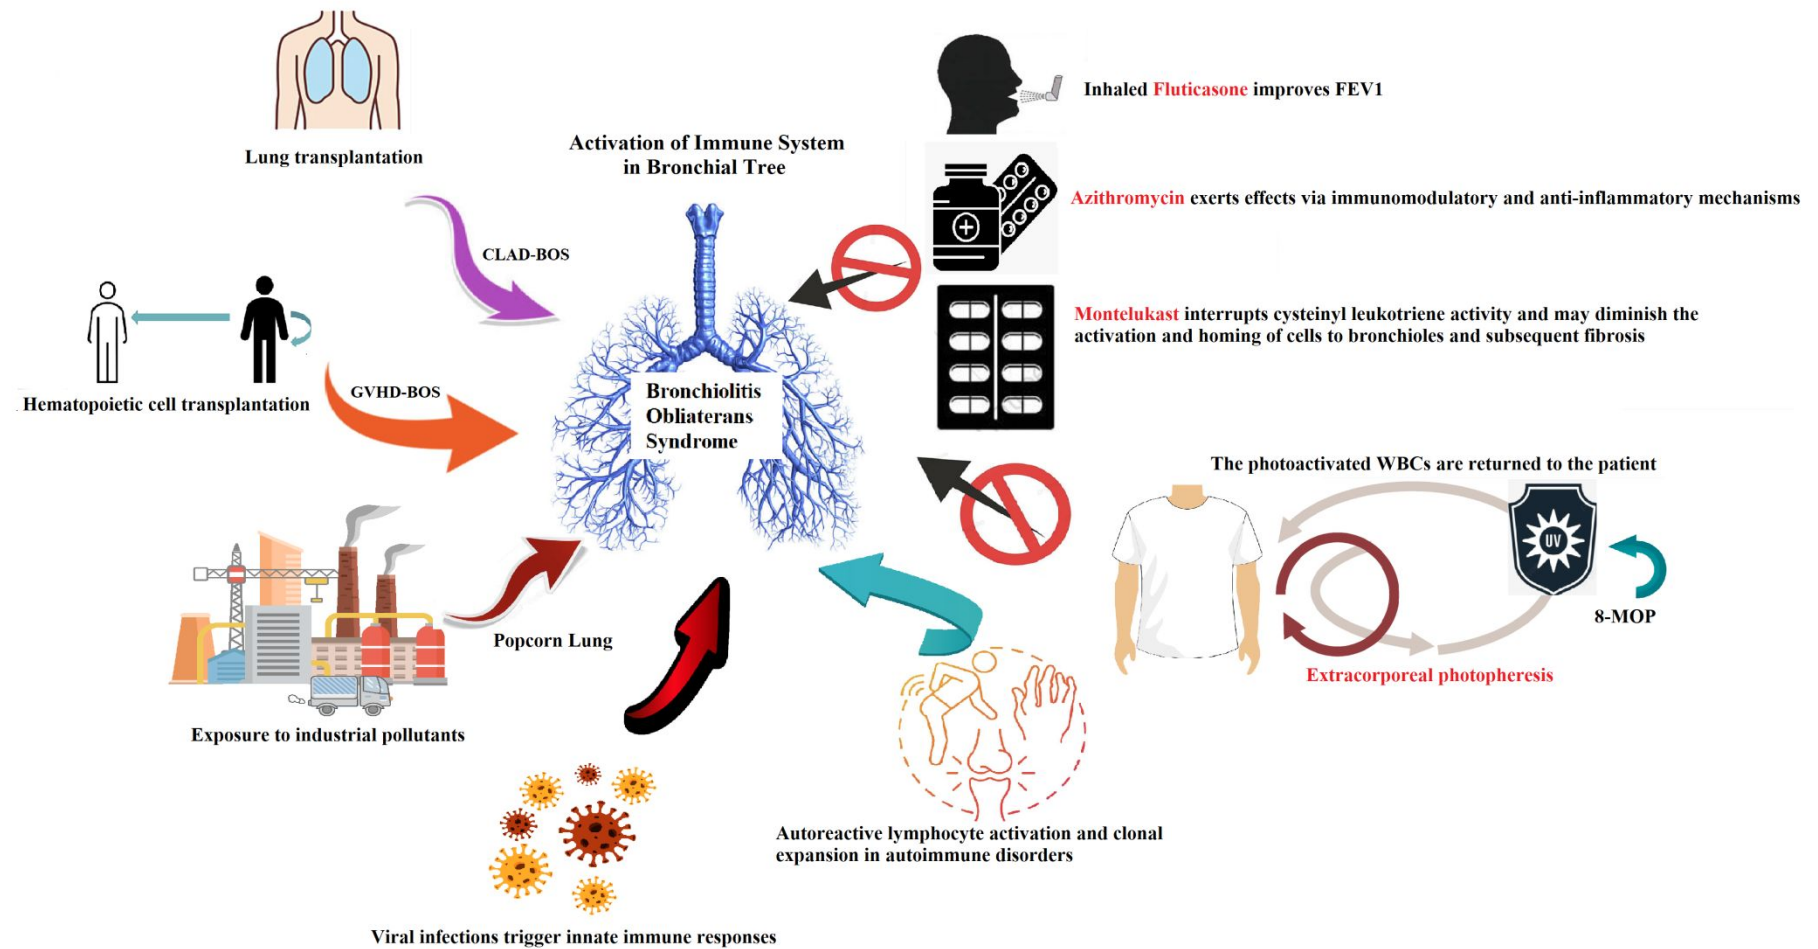 Lung transplantation
Activation of Immune System
in Bronchial Tree
CLAD-BOS
Hematopoietic cell transplantation
GVHD-BOS
Bronchiolitis
Obliaterans
Syndrome
Exposure to industrial pollutants
Popcorn Lung
Viral infections trigger innate immune responses
Autoreactive lymphocyte activation and clonal
expansion in autoimmune disorders
Inhaled Fluticasone improves FEV1
Azithromycin exerts effects via immunomodulatory and anti-inflammatory mechanisms
Montelukast interrupts cysteinyl leukotriene activity and may diminish the
activation and homing of cells to bronchioles and subsequent fibrosis
The photoactivated WBCs are returned to the patient
UV
8-MOP
Extracorporeal photopheresis